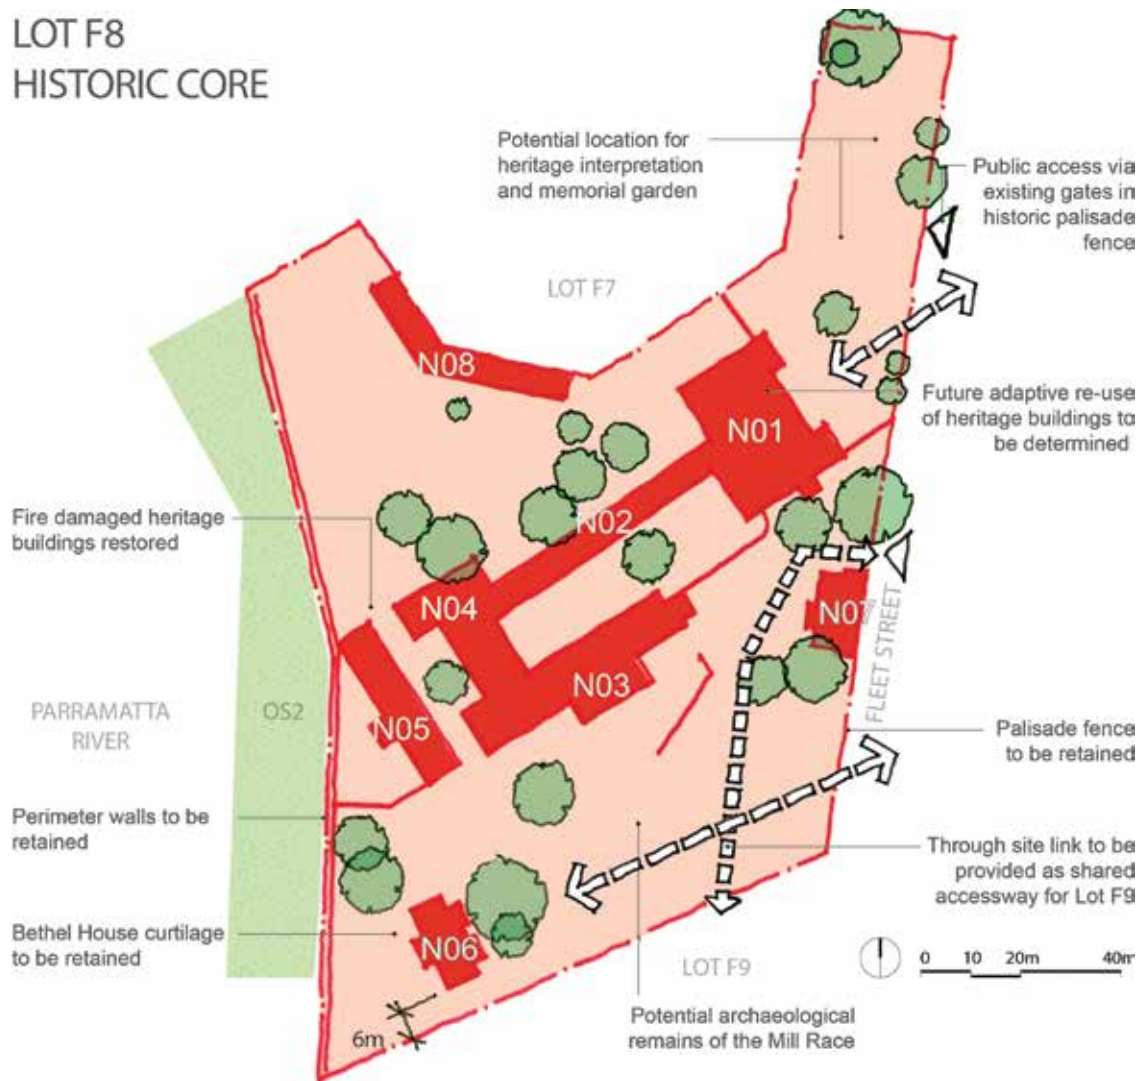 LOT F8
HISTORIC CORE
Potential location for
heritage interpretation
and memorial garden
Public access via
existing gates in
historic palisade
fence
LOT F7
N08
N01
Future adaptive re-use
of heritage buildings to
be determined
Fire damaged heritage
buildings restored
N02
N04
N07
FLEET STREET
N03
N05
PARRAMATTA
RIVER
OS2
Palisade fence
to be retained
Perimeter walls to be
retained
Through site link to be
provided as shared
accessway for Lot F9
Bethel House curtilage
to be retained
N06
LOT F9
0 10 20m 40m
Potential archaeological
remains of the Mill Race
6m